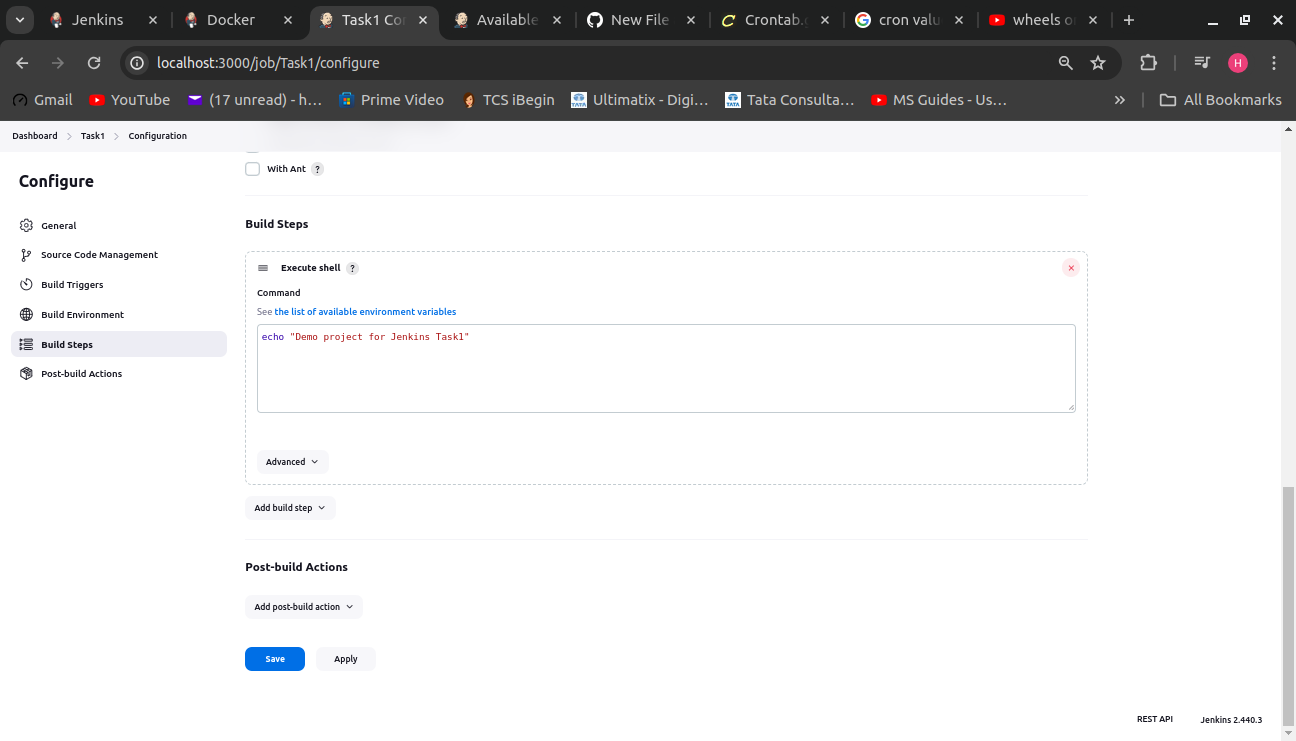 Jenkins
Docker
Task1 Co
Available
New File
Crontab.
cron valu
wheels o
localhost:3000/job/Task1/configure
H
Gmail
YouTube
(17 unread) - h...
Prime Video
TCS iBegin
Ultimatix - Digi...
Tata Consulta...
MS Guides - Us...
»
All Bookmarks
Dashboard > Task1 > Configuration
Configure
General
Source Code Management
Build Triggers
Build Environment
Build Steps
Post-build Actions
With Ant ?
Build Steps
Execute shell ?
Command
See the list of available environment variables
echo "Demo project for Jenkins Task1"
Advanced
Add build step
Post-build Actions
Add post-build action
Save
Apply
REST API
Jenkins 2.440.3